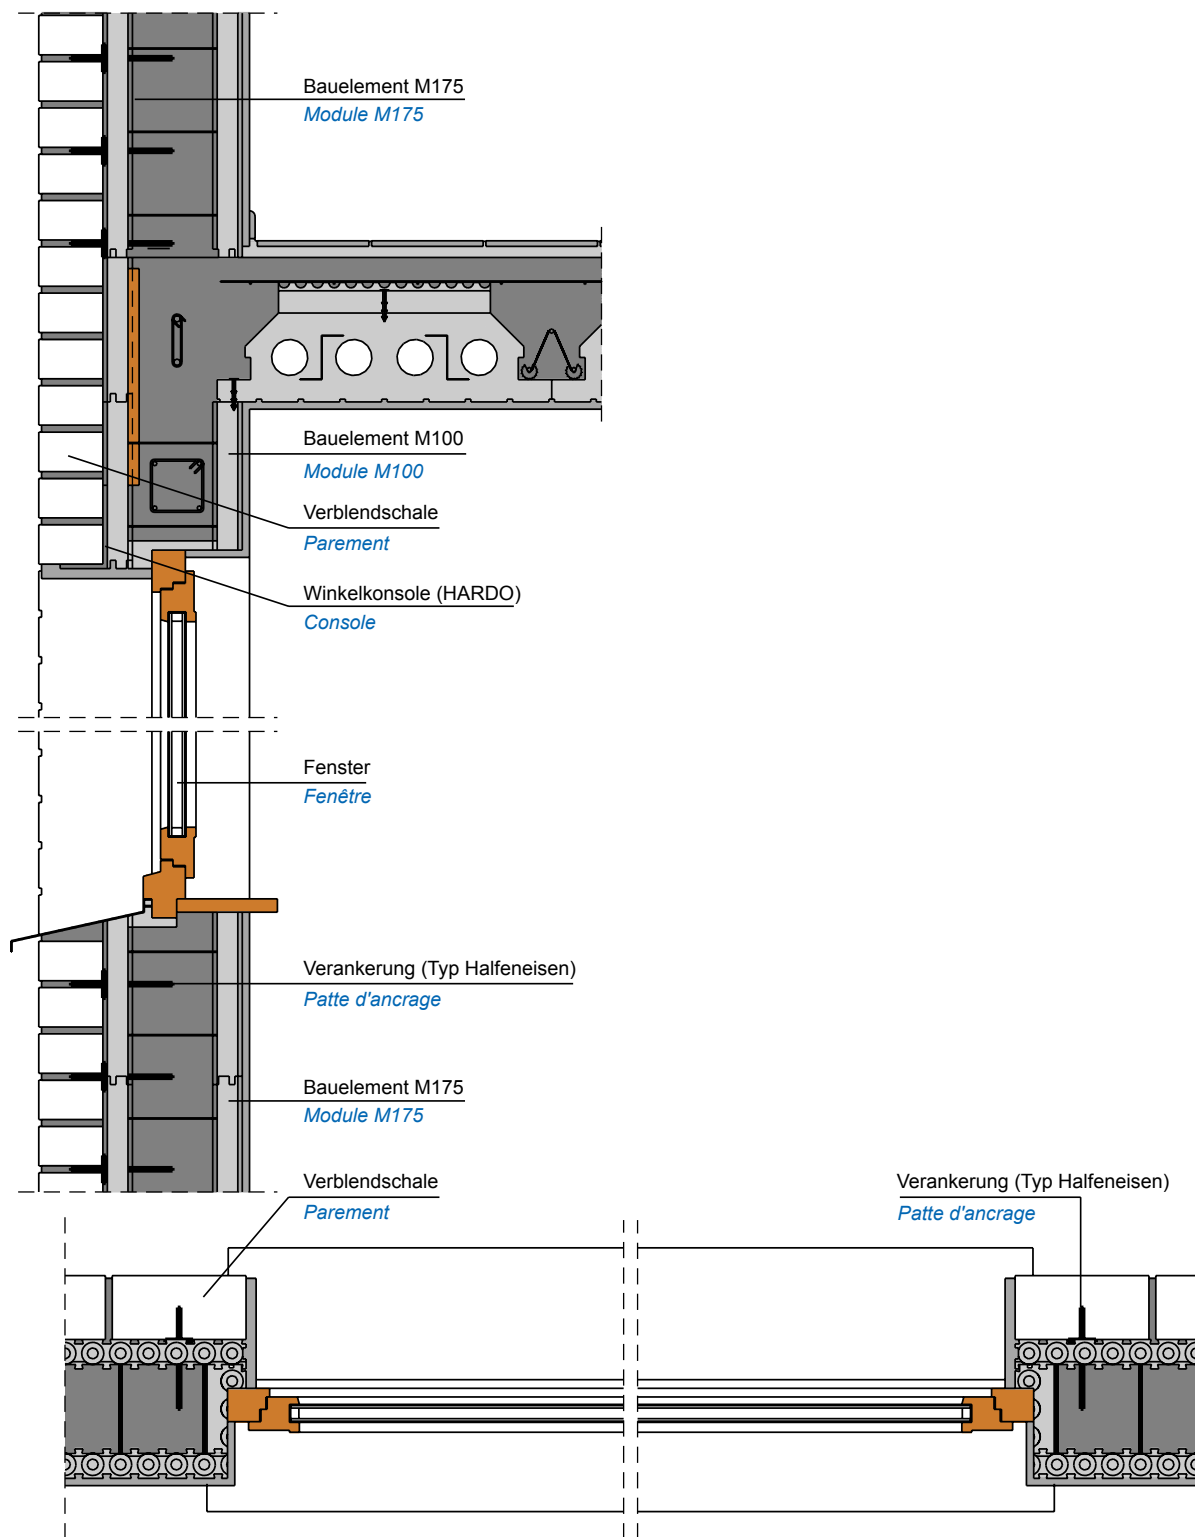 Bauelement M175
Module M175
Bauelement M100
Module M100
Verblendschale
Parement
Winkelkonsole (HARDO)
Console
Fenster
Fenêtre
Verankerung (Typ Halfeneisen)
Patte d'ancrage
Bauelement M175
Module M175
Verblendschale
Parement
Verankerung (Typ Halfeneisen)
Patte d'ancrage